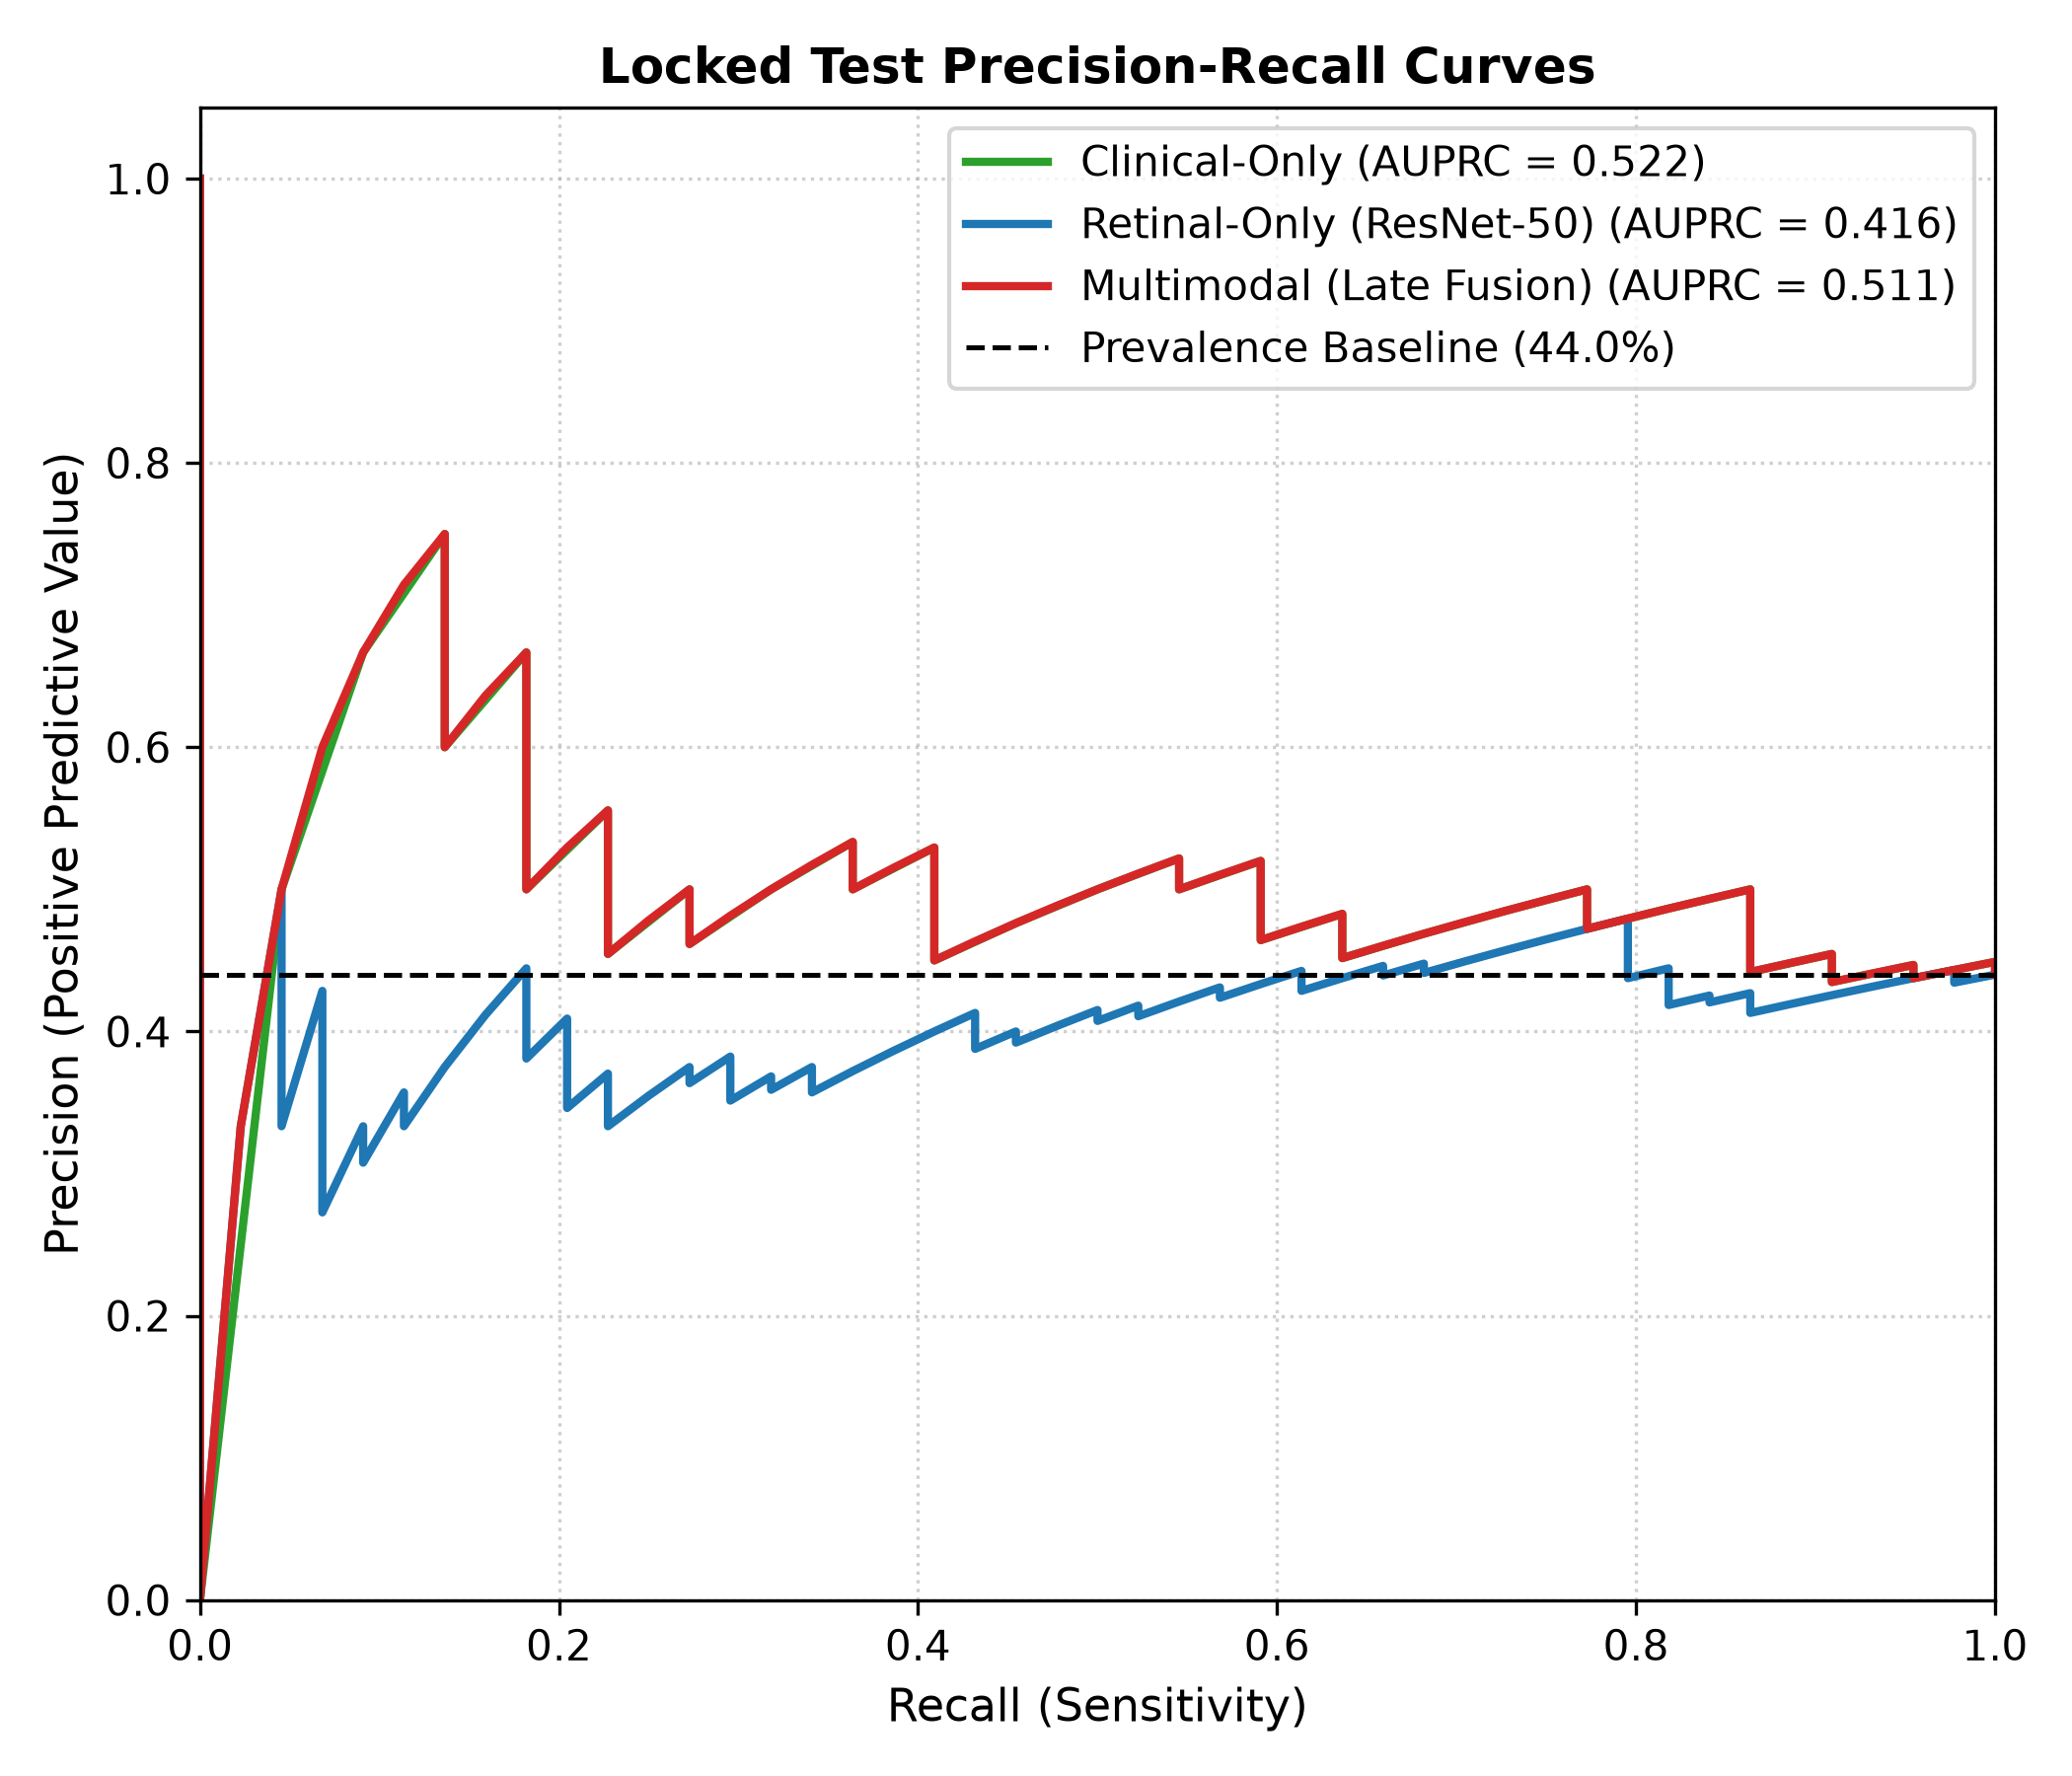 Locked Test Precision-Recall Curves
Clinical-Only (AUPRC = 0.522)
Retinal-Only (ResNet-50) (AUPRC = 0.416)
Multimodal (Late Fusion) (AUPRC = 0.511)
Prevalence Baseline (44.0%)
Precision (Positive Predictive Value)
1.0
0.8
0.6
0.4
0.2
0.0
0.0 0.2 0.4 0.6 0.8 1.0
Recall (Sensitivity)